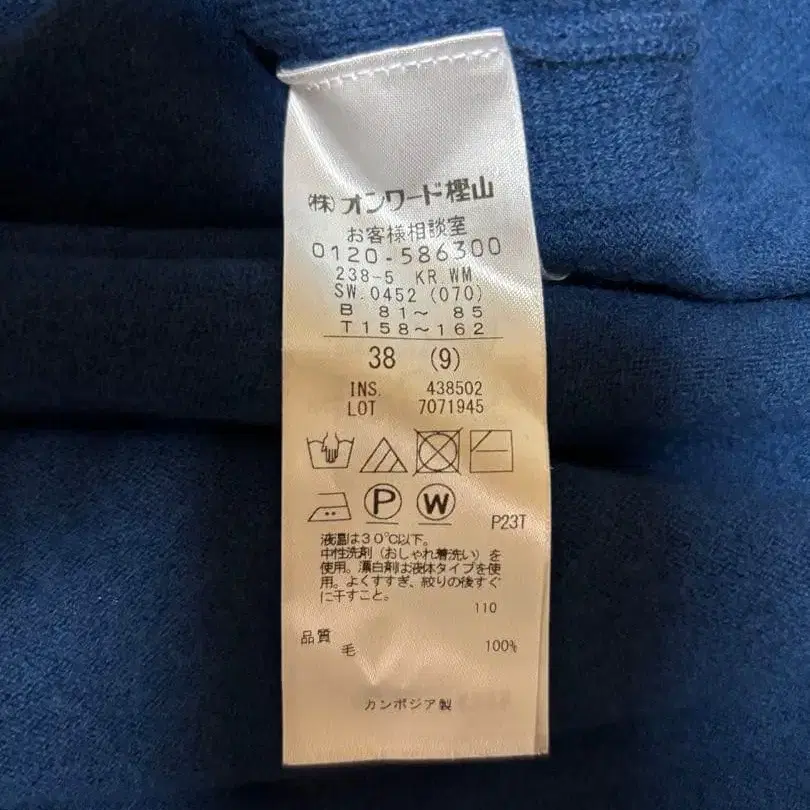 (株)オンワード樫山
お客様相談室
0120-586300
238-5 KR WM
SW.0452 (070)
B 81～ 85
T158～162
38 (9)
INS. 438502
LOT 7071945
P W
P23T
液温は30℃以下。
中性洗剤(おしゃれ着洗い)を
使用。漂白剤は液体タイプを使
用。よくすすぎ、絞りの後すぐ
に干すこと。
110
品質
毛 100%
カンボジア製